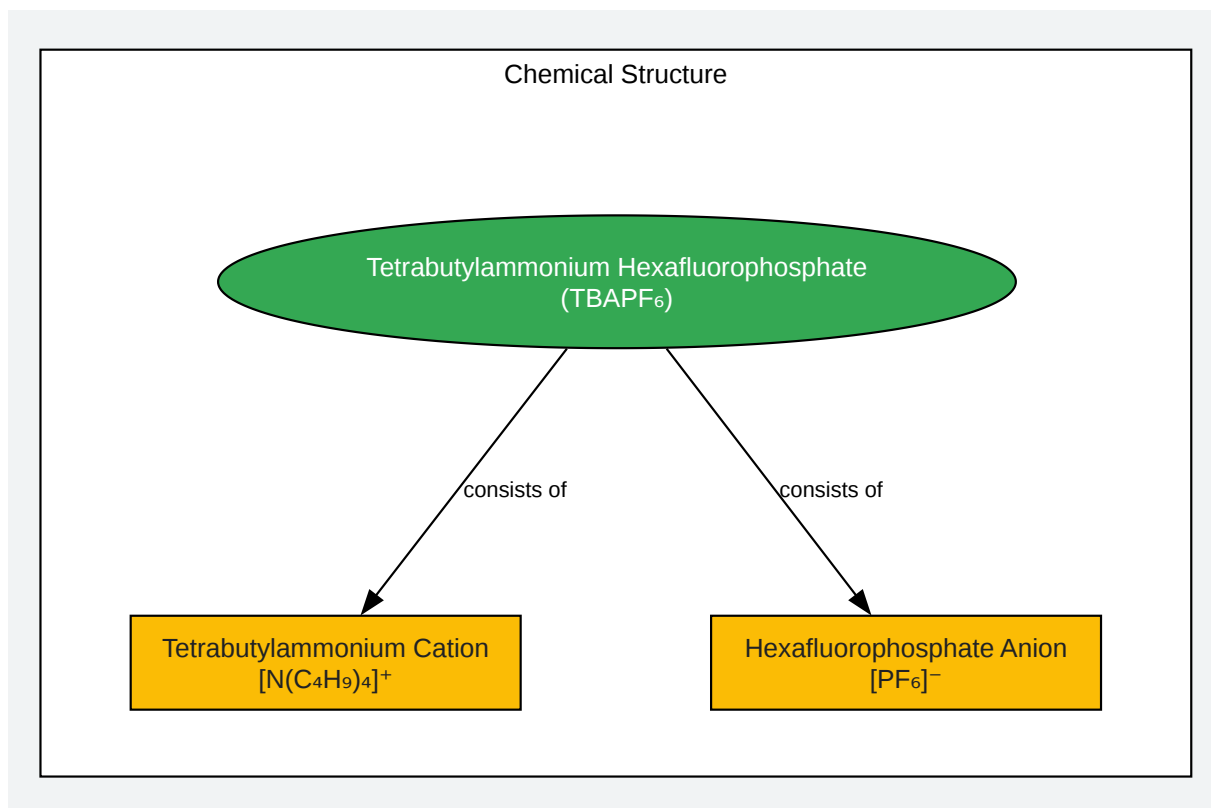 Chemical Structure
Tetrabutylammonium Hexafluorophosphate
(TBAPF₆)
consists of
consists of
Tetrabutylammonium Cation
[N(C₄H₉)₄]⁺
Hexafluorophosphate Anion
[PF₆]⁻